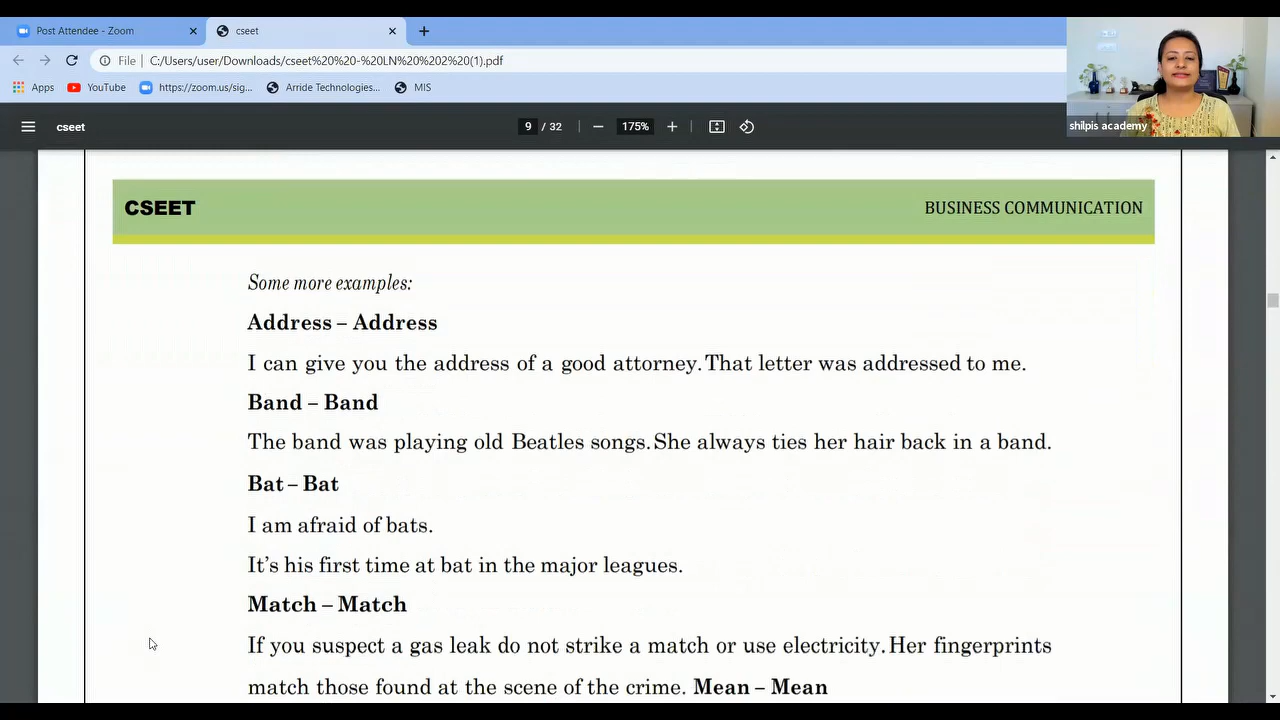 Post Attendee - Zoom
cseet
File
C:/Users/user/Downloads/cseet%20%20-%20LN%20%202%20(1).pdf
Apps
YouTube
https://zoom.us/sig...
Arride Technologies...
MIS
shilpis academy
cseet
9 / 32
175%
CSEET
BUSINESS COMMUNICATION
Some more examples:
Address – Address
I can give you the address of a good attorney. That letter was addressed to me.
Band – Band
The band was playing old Beatles songs. She always ties her hair back in a band.
Bat – Bat
I am afraid of bats.
It's his first time at bat in the major leagues.
Match – Match
If you suspect a gas leak do not strike a match or use electricity. Her fingerprints
match those found at the scene of the crime. Mean – Mean